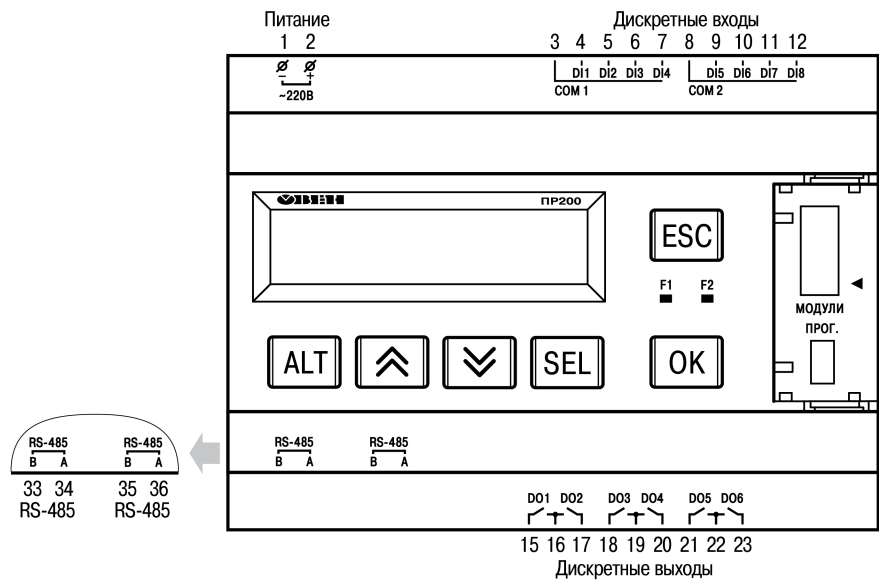 Питание
Дискретные входы
1 2
3 4 5 6 7 8 9 10 11 12
– +
~220В
DI1 DI2 DI3 DI4 DI5 DI6 DI7 DI8
COM 1 COM 2
ОВЕН
ПР200
ESC
F1 F2
МОДУЛИ
ПРОГ.
ALT
SEL
OK
RS-485 RS-485
B A B A
33 34 35 36
RS-485 RS-485
RS-485 RS-485
B A B A
DO1 DO2 DO3 DO4 DO5 DO6
15 16 17 18 19 20 21 22 23
Дискретные выходы